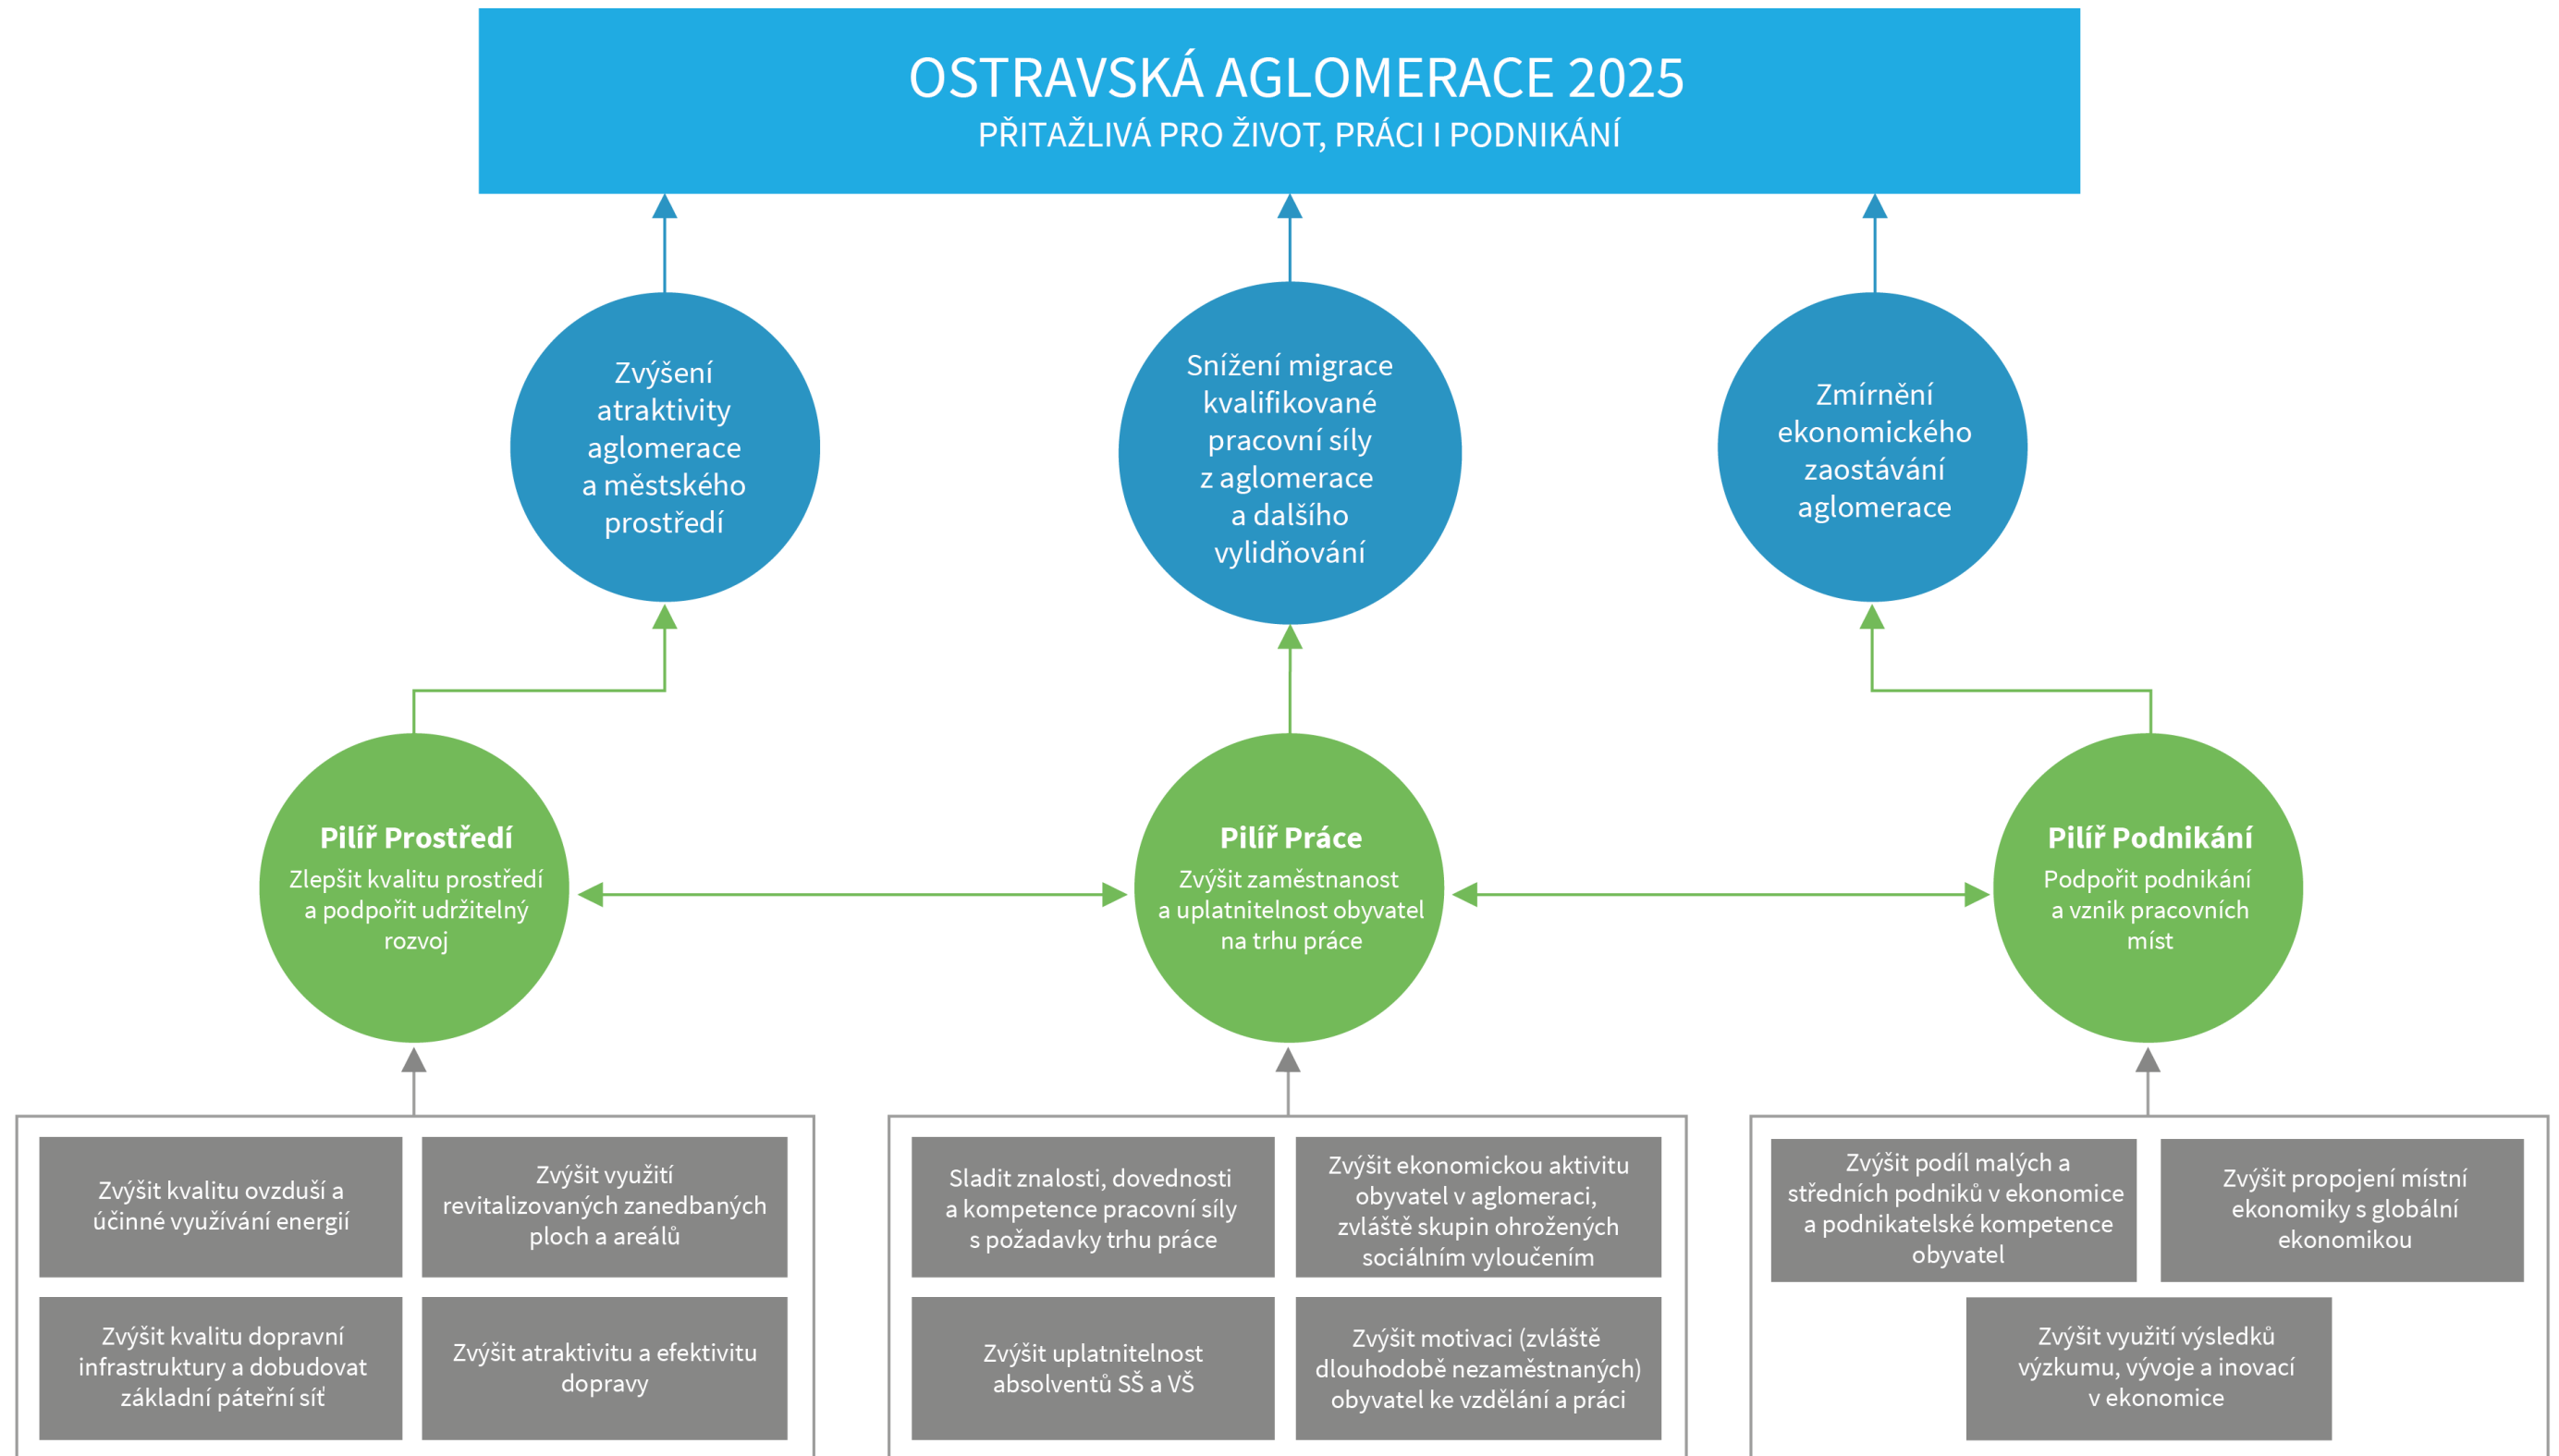 OSTRAVSKÁ AGLOMERACE 2025
PŘITAŽLIVÁ PRO ŽIVOT, PRÁCI I PODNIKÁNÍ
Zvýšení
atraktivity
aglomerace
a městského
prostředí
Snížení migrace
kvalifikované
pracovní síly
z aglomerace
a dalšího
vylidňování
Zmírnění
ekonomického
zaostávání
aglomerace
Pilíř Prostředí
Zlepšit kvalitu prostředí
a podpořit udržitelný
rozvoj
Pilíř Práce
Zvýšit zaměstnanost
a uplatnitelnost obyvatel
na trhu práce
Pilíř Podnikání
Podpořit podnikání
a vznik pracovních
míst
Zvýšit kvalitu ovzduší a
účinné využívání energií
Zvýšit využití
revitalizovaných zanedbaných
ploch a areálů
Zvýšit kvalitu dopravní
infrastruktury a dobudovat
základní páteřní síť
Zvýšit atraktivitu a efektivitu
dopravy
Sladit znalosti, dovednosti
a kompetence pracovní síly
s požadavky trhu práce
Zvýšit ekonomickou aktivitu
obyvatel v aglomeraci,
zvláště skupin ohrožených
sociálním vyloučením
Zvýšit uplatnitelnost
absolventů SŠ a VŠ
Zvýšit motivaci (zvláště
dlouhodobě nezaměstnaných)
obyvatel ke vzdělání a práci
Zvýšit podíl malých a
středních podniků v ekonomice
a podnikatelské kompetence
obyvatel
Zvýšit propojení místní
ekonomiky s globální
ekonomikou
Zvýšit využití výsledků
výzkumu, vývoje a inovací
v ekonomice